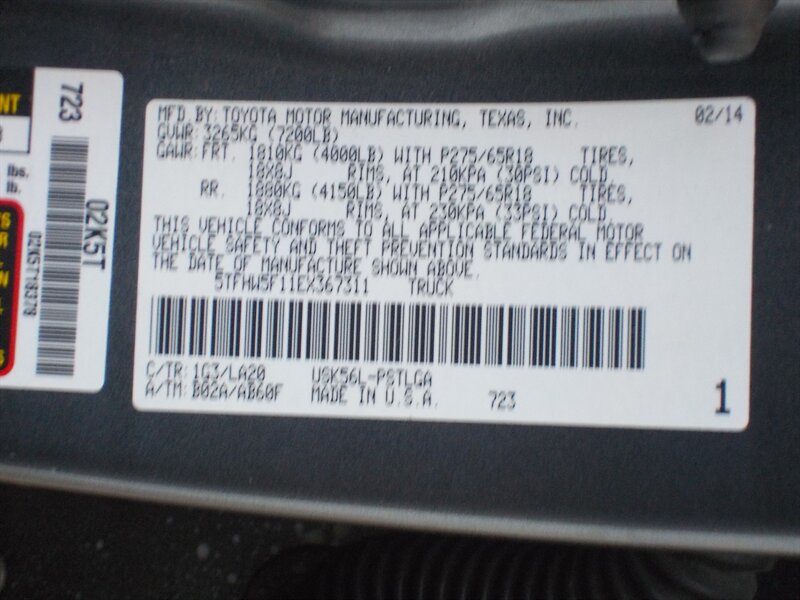 MFD.BY: TOYOTA MOTOR MANUFACTURING, TEXAS, INC. 02/14
GVWR: 3265KG (7200LB)
GAWR: FRT. 1810KG (4000LB) WITH P275/65R18 TIRES,
18X8J RIMS, AT 210KPA (30PSI) COLD
RR. 1880KG (4150LB) WITH P275/65R18 TIRES,
18X8J RIMS, AT 230KPA (33PSI) COLD
THIS VEHICLE CONFORMS TO ALL APPLICABLE FEDERAL MOTOR
VEHICLE SAFETY AND THEFT PREVENTION STANDARDS IN EFFECT ON
THE DATE OF MANUFACTURE SHOWN ABOVE.
5TFHW5F11EX367311 TRUCK
C/TR: 1G3/LA20 USK56L-PSTLGA
A/TM: B02A/AB60F MADE IN U.S.A. 723
1
723
02K5T
lbs.
lb.